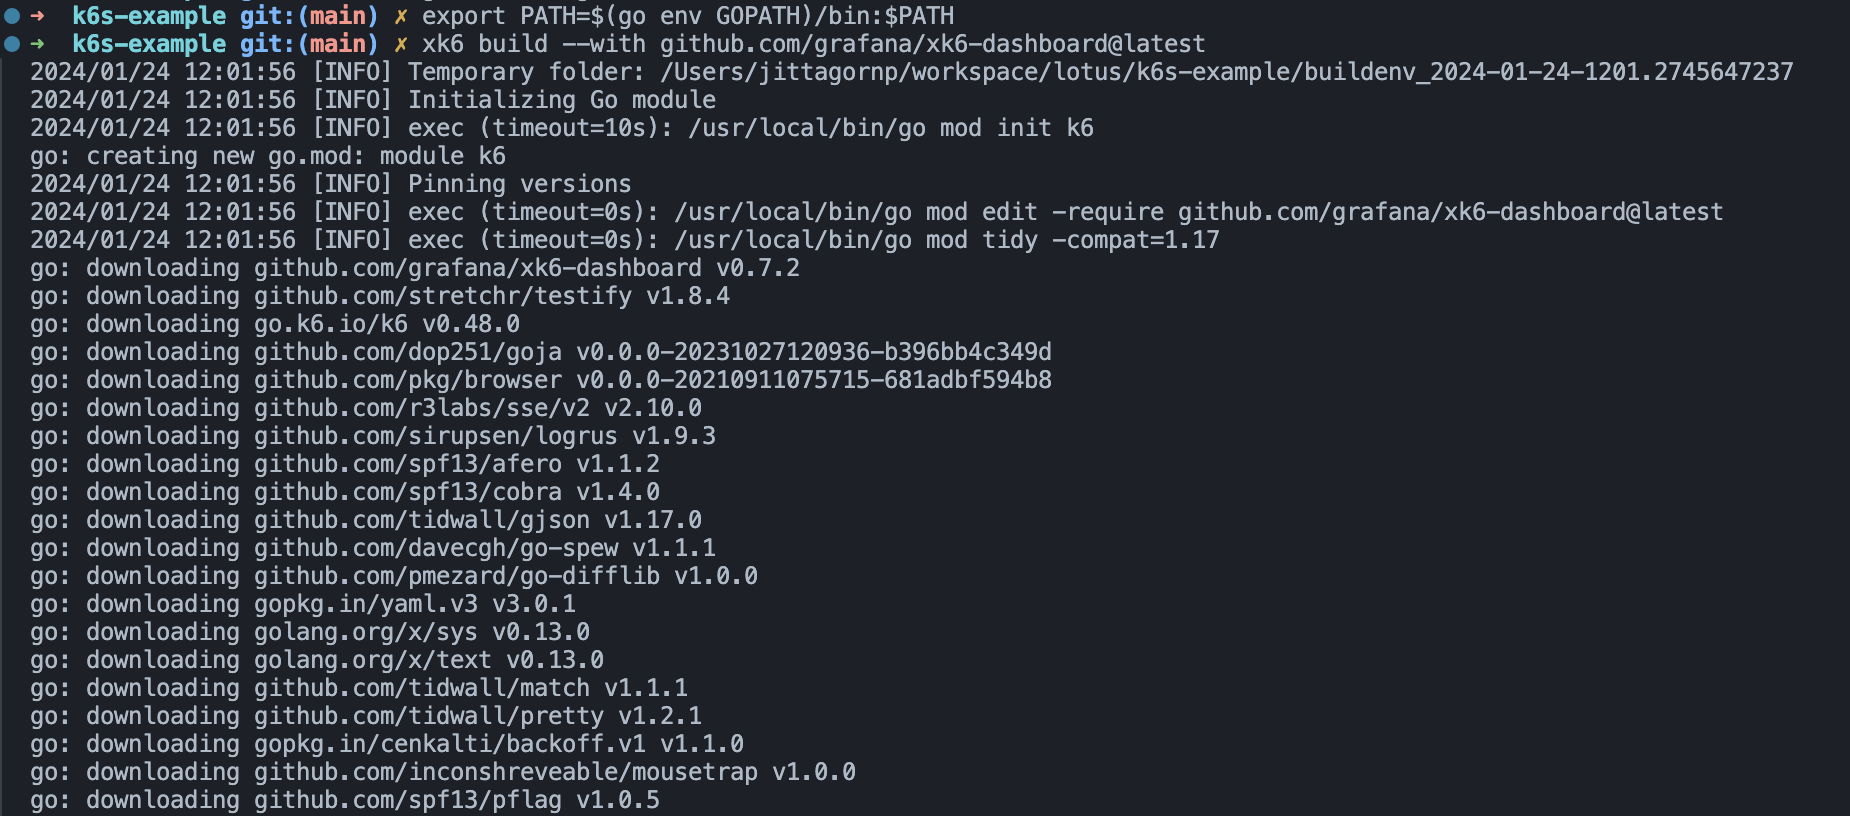 ➜ k6s-example git:(main) ✗ export PATH=$(go env GOPATH)/bin:$PATH
➜ k6s-example git:(main) ✗ xk6 build --with github.com/grafana/xk6-dashboard@latest
2024/01/24 12:01:56 [INFO] Temporary folder: /Users/jittagornp/workspace/lotus/k6s-example/buildenv_2024-01-24-1201.2745647237
2024/01/24 12:01:56 [INFO] Initializing Go module
2024/01/24 12:01:56 [INFO] exec (timeout=10s): /usr/local/bin/go mod init k6
go: creating new go.mod: module k6
2024/01/24 12:01:56 [INFO] Pinning versions
2024/01/24 12:01:56 [INFO] exec (timeout=0s): /usr/local/bin/go mod edit -require github.com/grafana/xk6-dashboard@latest
2024/01/24 12:01:56 [INFO] exec (timeout=0s): /usr/local/bin/go mod tidy -compat=1.17
go: downloading github.com/grafana/xk6-dashboard v0.7.2
go: downloading github.com/stretchr/testify v1.8.4
go: downloading go.k6.io/k6 v0.48.0
go: downloading github.com/dop251/goja v0.0.0-20231027120936-b396bb4c349d
go: downloading github.com/pkg/browser v0.0.0-20210911075715-681adbf594b8
go: downloading github.com/r3labs/sse/v2 v2.10.0
go: downloading github.com/sirupsen/logrus v1.9.3
go: downloading github.com/spf13/afero v1.1.2
go: downloading github.com/spf13/cobra v1.4.0
go: downloading github.com/tidwall/gjson v1.17.0
go: downloading github.com/davecgh/go-spew v1.1.1
go: downloading github.com/pmezard/go-difflib v1.0.0
go: downloading gopkg.in/yaml.v3 v3.0.1
go: downloading golang.org/x/sys v0.13.0
go: downloading golang.org/x/text v0.13.0
go: downloading github.com/tidwall/match v1.1.1
go: downloading github.com/tidwall/pretty v1.2.1
go: downloading gopkg.in/cenkalti/backoff.v1 v1.1.0
go: downloading github.com/inconshreveable/mousetrap v1.0.0
go: downloading github.com/spf13/pflag v1.0.5